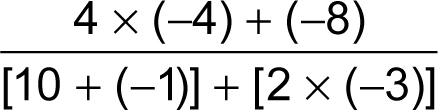 4 × (–4) + (–8)
[10 + (–1)] + [2 × (–3)]